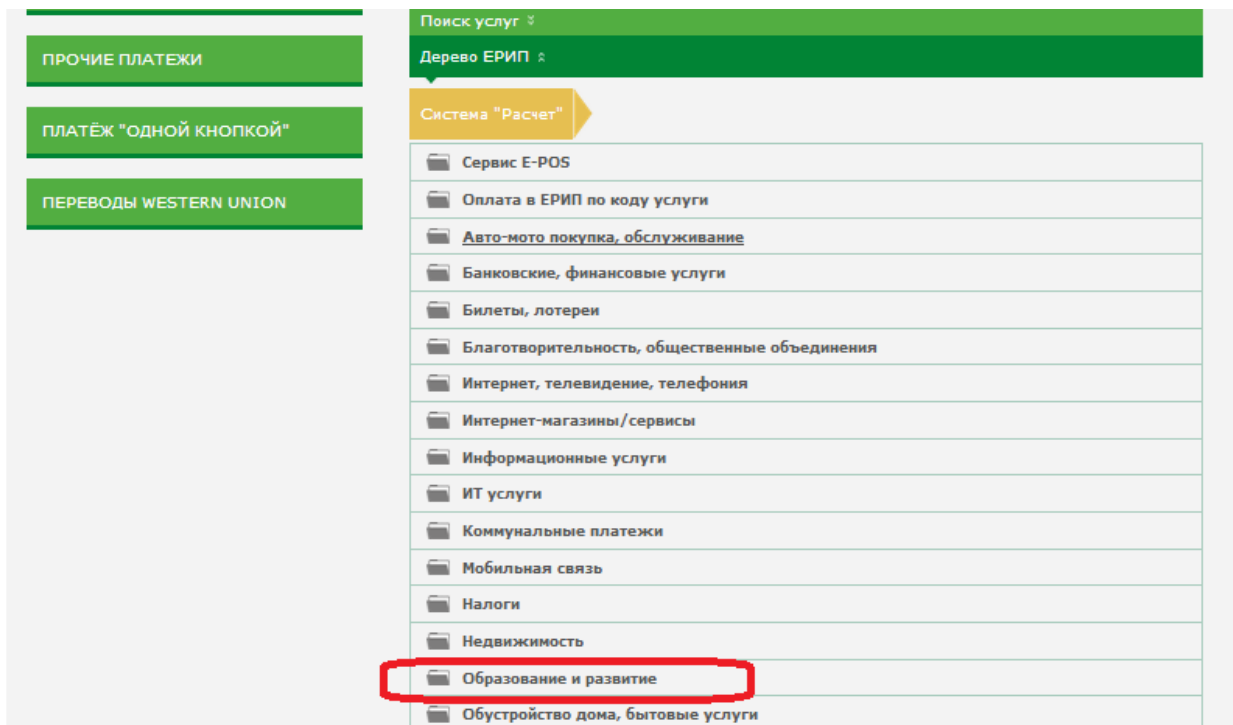 Поиск услуг
Дерево ЕРИП
ПРОЧИЕ ПЛАТЕЖИ
ПЛАТЁЖ "ОДНОЙ КНОПКОЙ"
ПЕРЕВОДЫ WESTERN UNION
Система "Расчет"
Сервис E-POS
Оплата в ЕРИП по коду услуги
Авто-мото покупка, обслуживание
Банковские, финансовые услуги
Билеты, лотереи
Благотворительность, общественные объединения
Интернет, телевидение, телефония
Интернет-магазины/сервисы
Информационные услуги
ИТ услуги
Коммунальные платежи
Мобильная связь
Налоги
Недвижимость
Образование и развитие
Обустройство дома, бытовые услуги